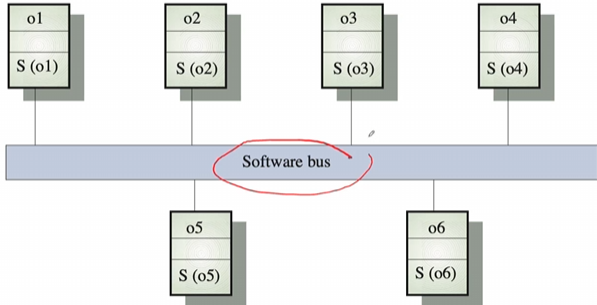 o1
S (o1)
o2
S (o2)
o3
S (o3)
o4
S (o4)
Software bus
o5
S (o5)
o6
S (o6)